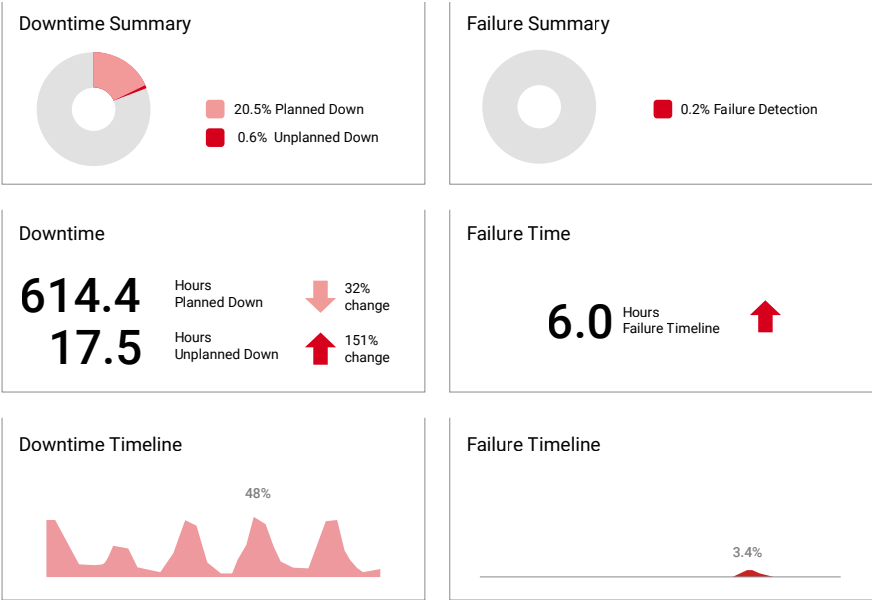 Downtime Summary
20.5% Planned Down
0.6% Unplanned Down
Failure Summary
0.2% Failure Detection
Downtime
614.4
Hours
Planned Down
32%
change
17.5
Hours
Unplanned Down
151%
change
Failure Time
6.0
Hours
Failure Timeline
Downtime Timeline
48%
Failure Timeline
3.4%